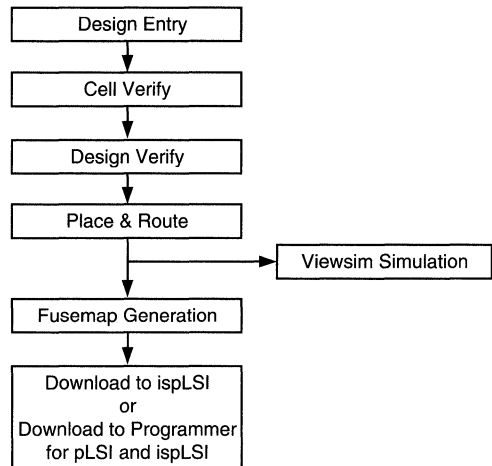 Design Entry
Cell Verify
Design Verify
Place & Route
Viewsim Simulation
Fusemap Generation
Download to ispLSI
or
Download to Programmer
for pLSI and ispLSI